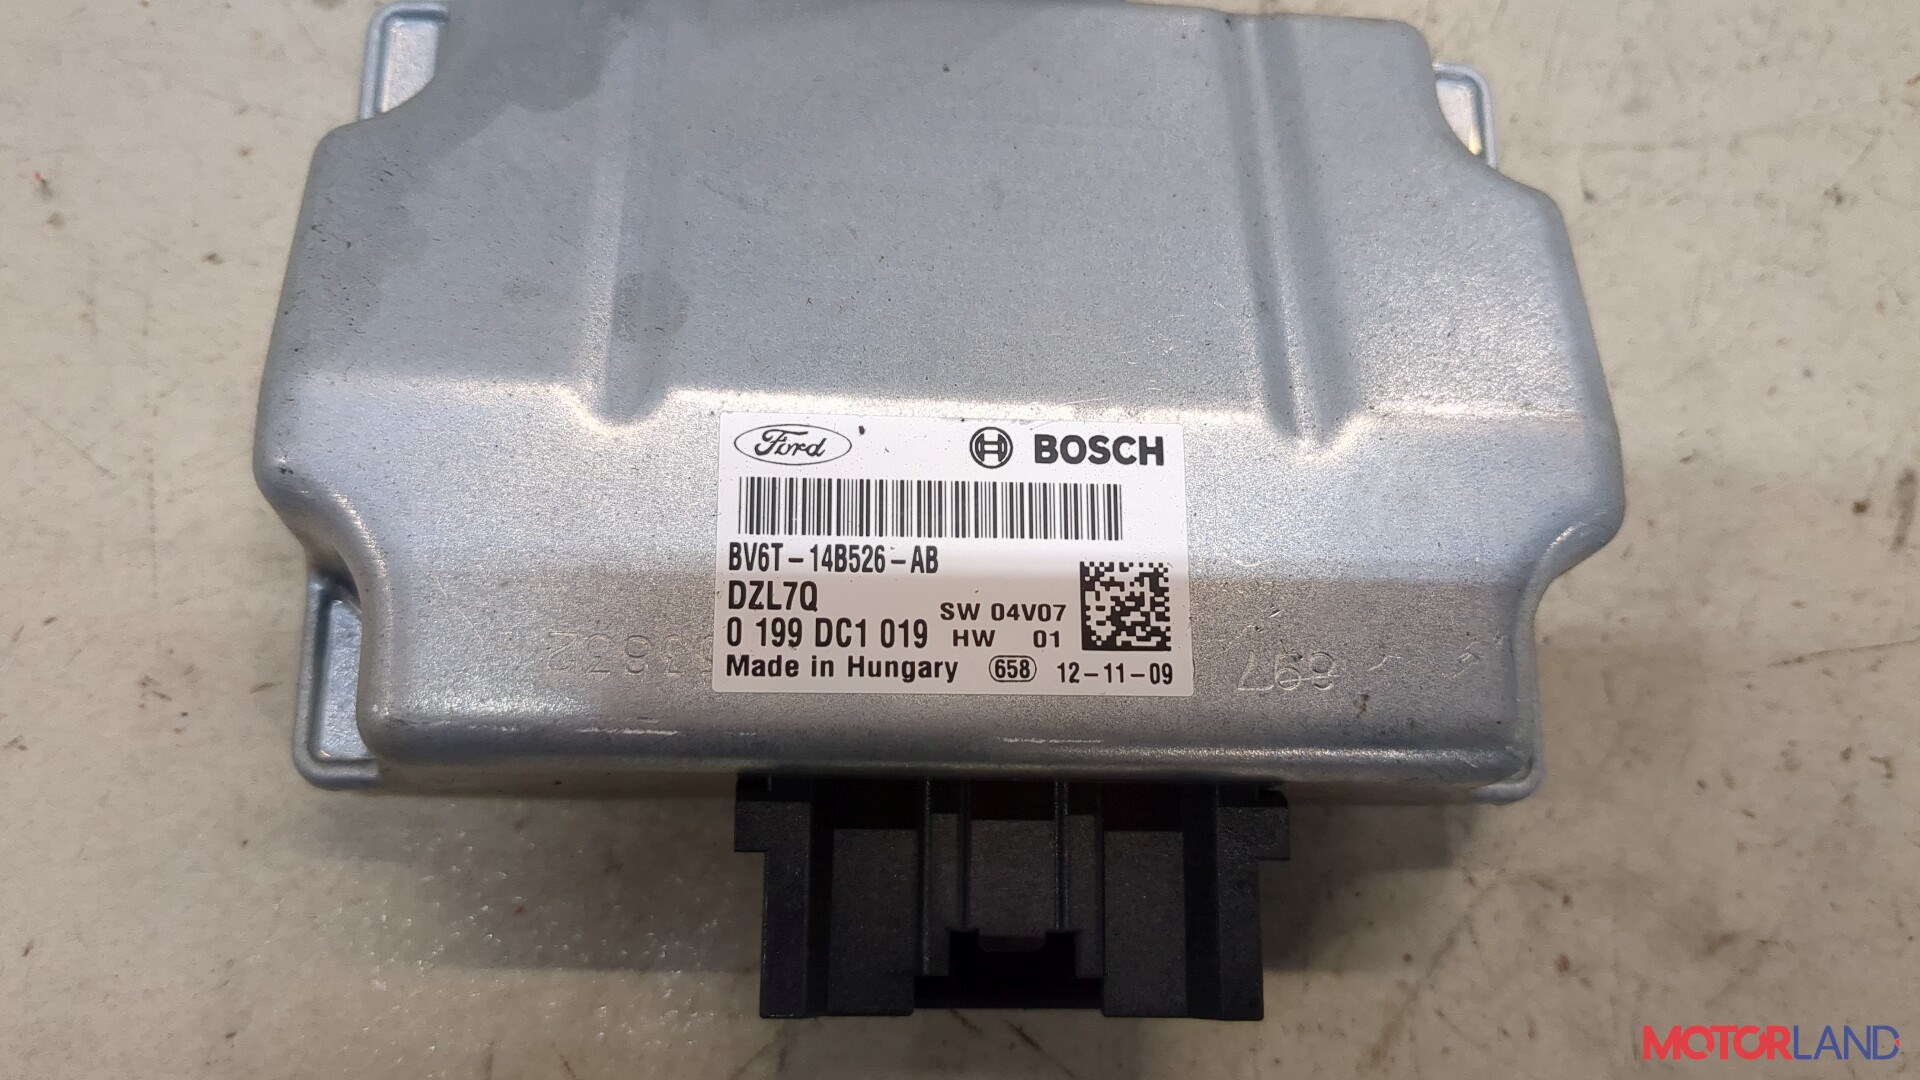 Ford BOSCH
BV6T-14B526-AB
DZL7Q
SW 04V07
0 199 DC1 019
HW 01
Made in Hungary 658 12-11-09
MOTORLAND